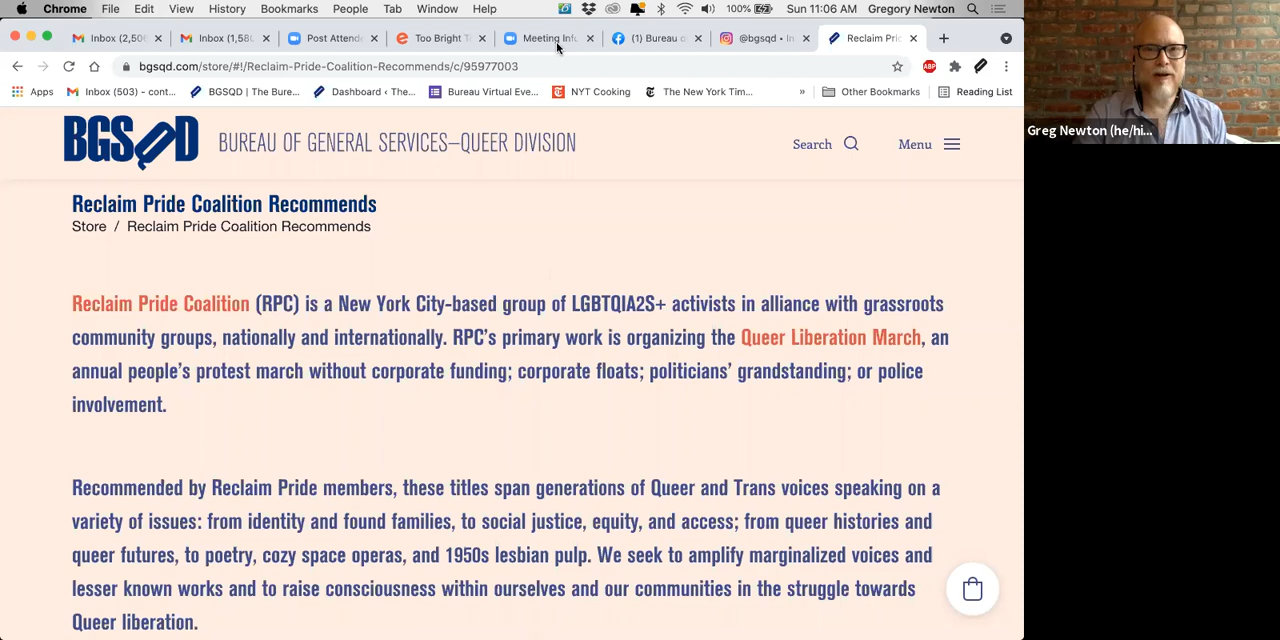 Chrome File Edit View History Bookmarks People Tab Window Help 100% Sun 11:06 AM Gregory Newton
Inbox (2,506 Inbox (1,580 Post Attende Too Bright T Meeting Info (1) Bureau o @bgsqd • In Reclaim Pric
bgsqd.com/store/#!/Reclaim-Pride-Coalition-Recommends/c/95977003 ABP
Apps Inbox (503) - cont... BGSQD | The Bure... Dashboard ‹ The... Bureau Virtual Eve... NYT Cooking The New York Tim... » Other Bookmarks Reading List
BGSQD BUREAU OF GENERAL SERVICES—QUEER DIVISION Search Menu
Greg Newton (he/hi...
Reclaim Pride Coalition Recommends
Store / Reclaim Pride Coalition Recommends
Reclaim Pride Coalition (RPC) is a New York City-based group of LGBTQIA2S+ activists in alliance with grassroots
community groups, nationally and internationally. RPC's primary work is organizing the Queer Liberation March, an
annual people's protest march without corporate funding; corporate floats; politicians' grandstanding; or police
involvement.
Recommended by Reclaim Pride members, these titles span generations of Queer and Trans voices speaking on a
variety of issues: from identity and found families, to social justice, equity, and access; from queer histories and
queer futures, to poetry, cozy space operas, and 1950s lesbian pulp. We seek to amplify marginalized voices and
lesser known works and to raise consciousness within ourselves and our communities in the struggle towards
Queer liberation.